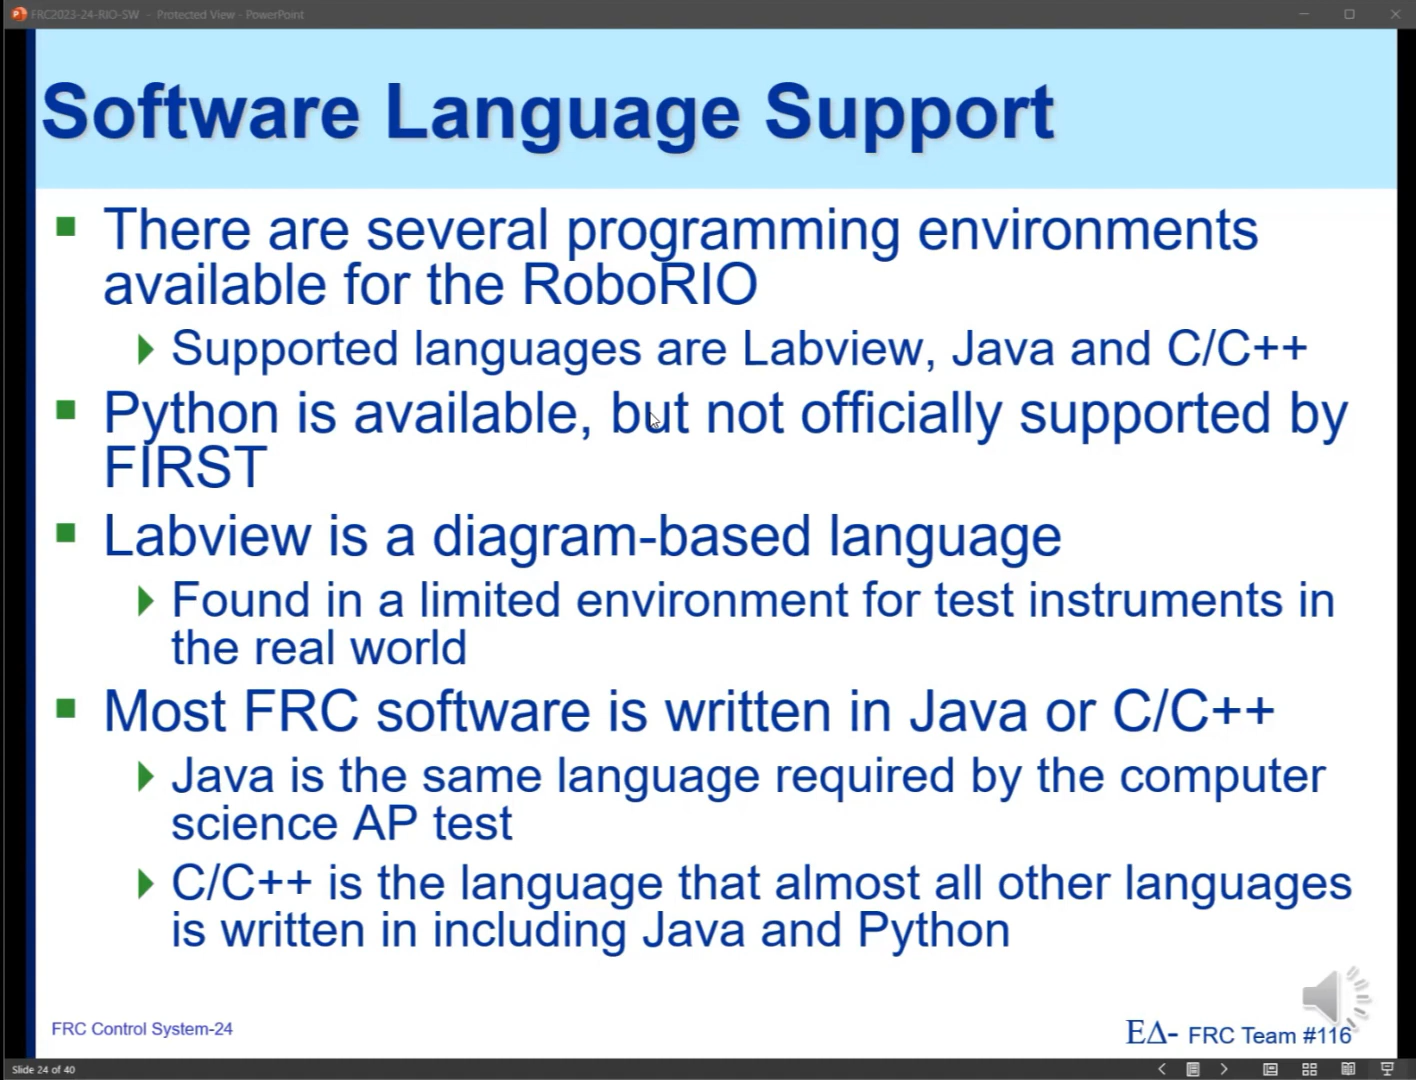 FRC2023-24-RIO-SW - Protected View - PowerPoint
Software Language Support
There are several programming environments
available for the RoboRIO
Supported languages are Labview, Java and C/C++
Python is available, but not officially supported by
FIRST
Labview is a diagram-based language
Found in a limited environment for test instruments in
the real world
Most FRC software is written in Java or C/C++
Java is the same language required by the computer
science AP test
C/C++ is the language that almost all other languages
is written in including Java and Python
FRC Control System-24
ΕΔ- FRC Team #116
Slide 24 of 40